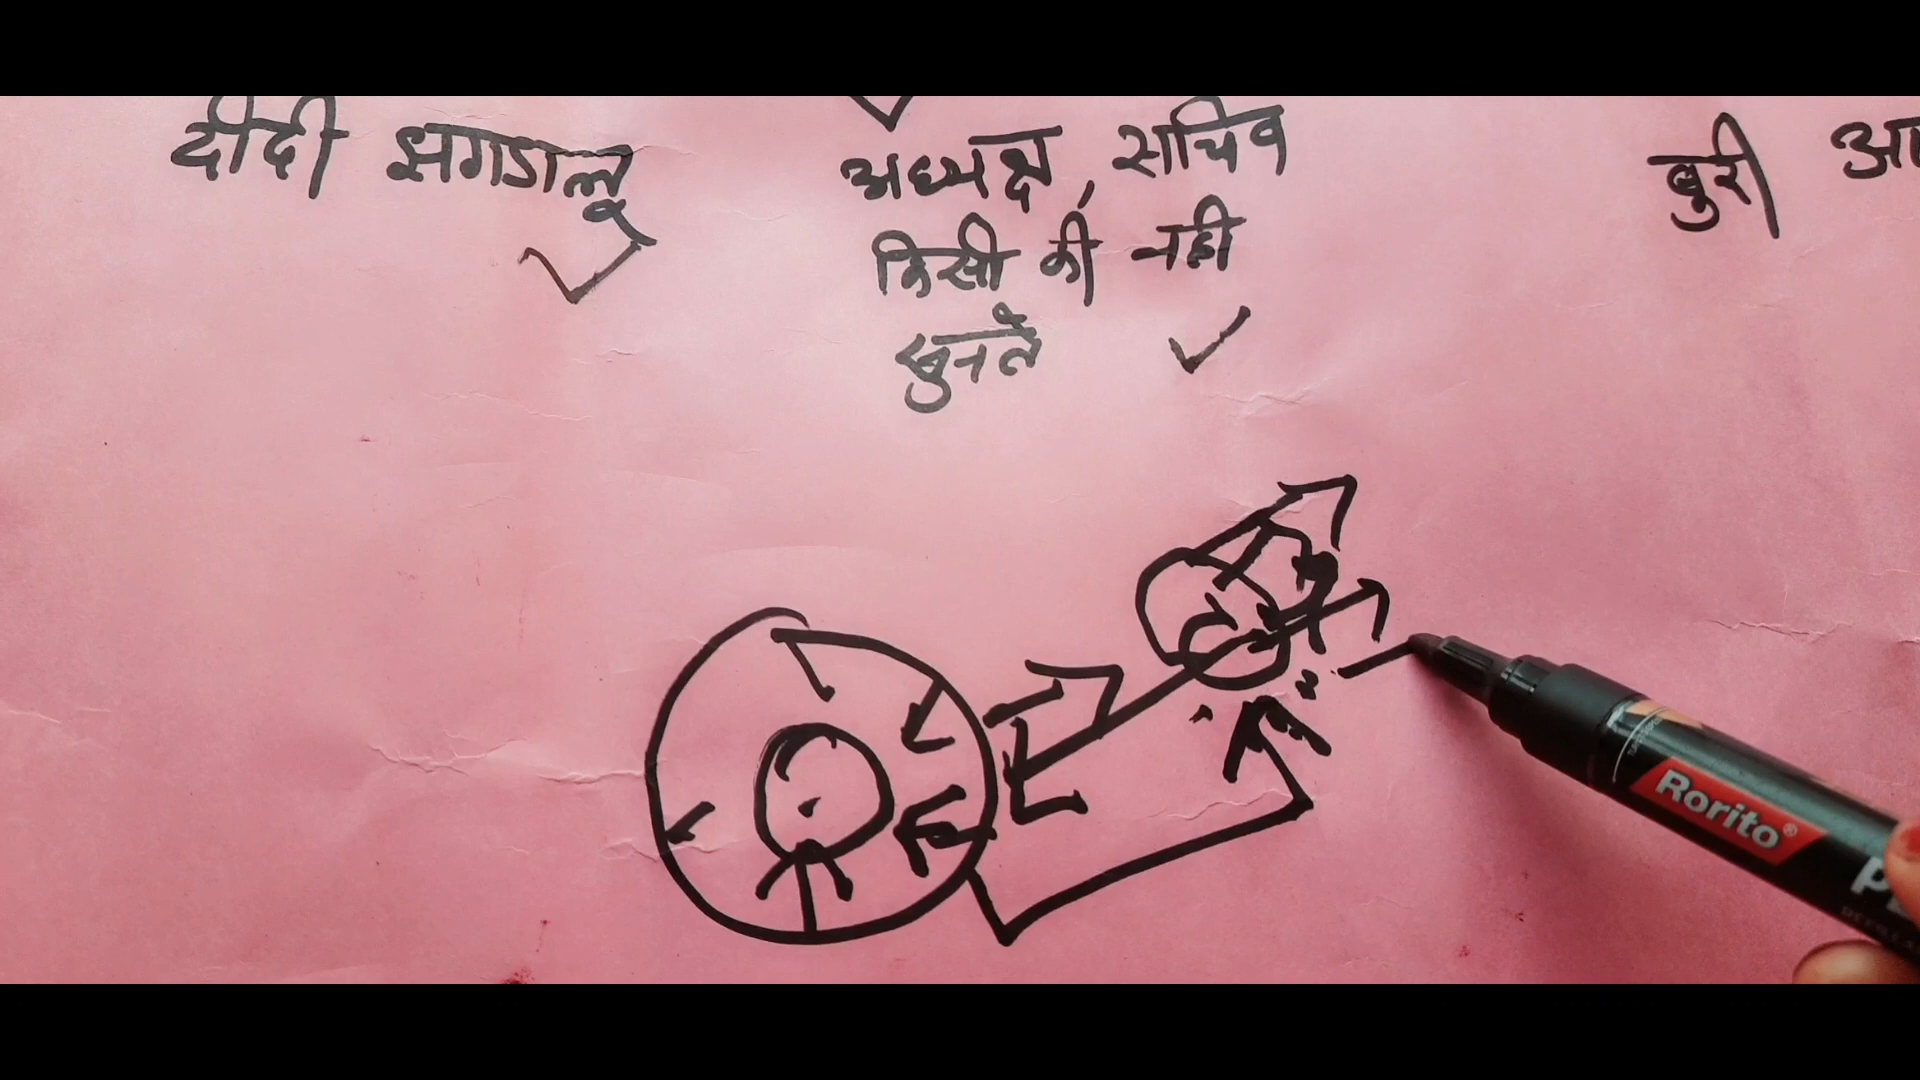 दीदी झगडालू
अध्यक्ष, सचिव
किसी की नही
सुनते
बुरी
Rorito®